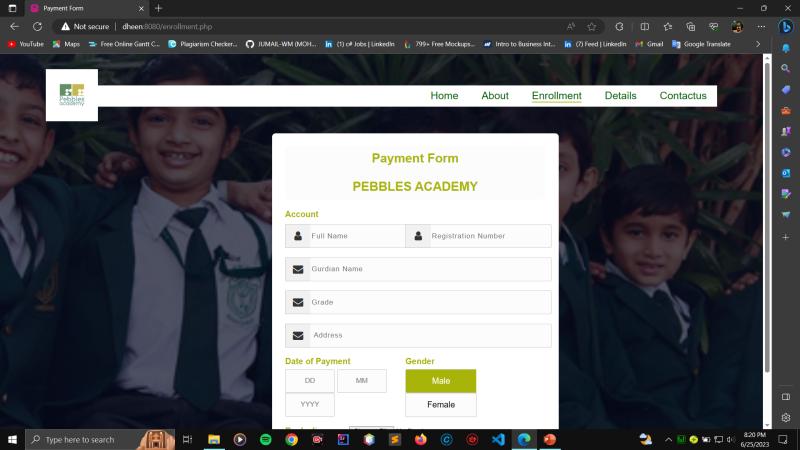 Payment Form
Not secure | dheen:8080/enrollment.php
YouTube Maps Free Online Gantt C... Plagiarism Checker... JUMAIL-WM (MOH... (1) c# Jobs | LinkedIn 799+ Free Mockups... Intro to Business Int... (7) Feed | LinkedIn Gmail Google Translate
Pebbles
academy
Home About Enrollment Details Contactus
Payment Form
PEBBLES ACADEMY
Account
Full Name Registration Number
Gurdian Name
Grade
Address
Date of Payment Gender
DD MM Male
YYYY Female
Type here to search
8:20 PM
6/25/2023